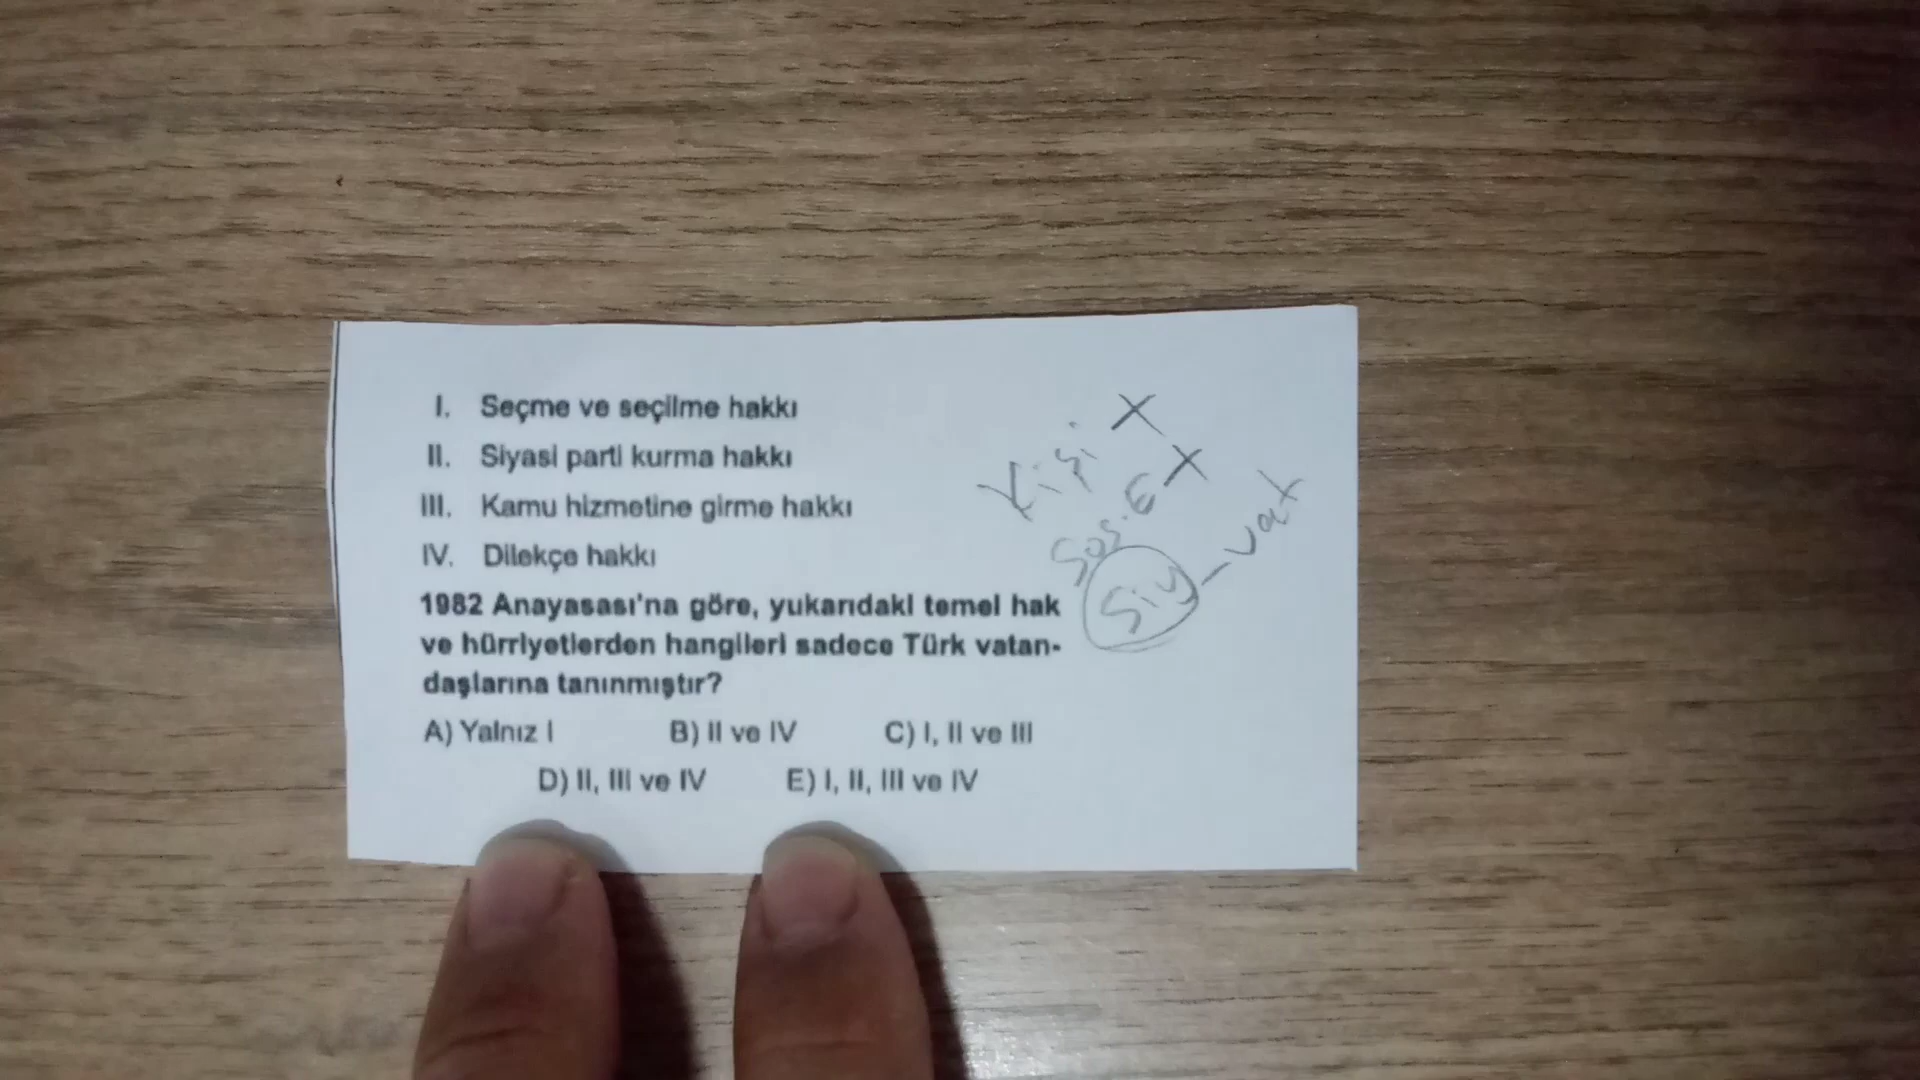 I. Seçme ve seçilme hakkı
II. Siyasi parti kurma hakkı
III. Kamu hizmetine girme hakkı
IV. Dilekçe hakkı
1982 Anayasası'na göre, yukarıdaki temel hak
ve hürriyetlerden hangileri sadece Türk vatan-
daşlarına tanınmıştır?
A) Yalnız I B) II ve IV C) I, II ve III
D) II, III ve IV E) I, II, III ve IV
Kişi X
Sos. E X
Siy - vat